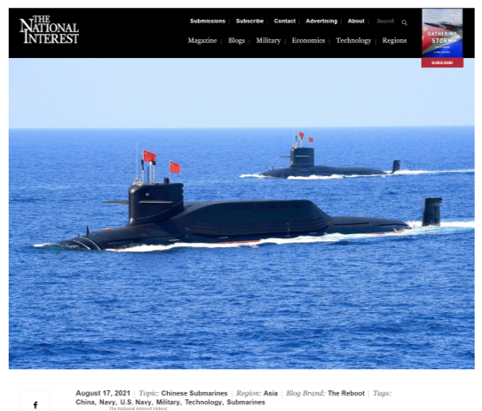 THE
NATIONAL
INTEREST
Submissions | Subscribe | Contact | Advertising | About | Search
Magazine | Blogs | Military | Economics | Technology | Regions
GATHERING
STORM
SUBSCRIBE
August 17, 2021 | Topic: Chinese Submarines | Region: Asia | Blog Brand: The Reboot | Tags:
China, Navy, U.S. Navy, Military, Technology, Submarines
The National Interest Videos
f